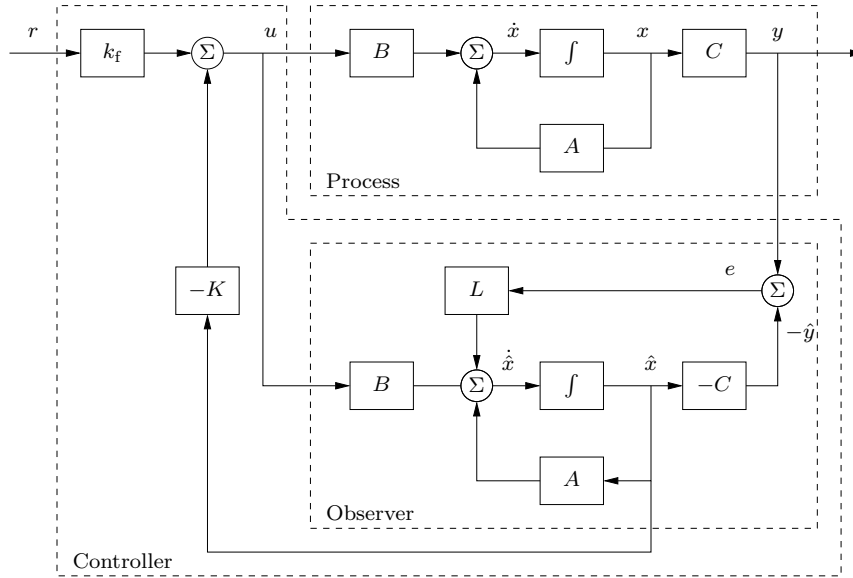 r
k_f
Σ
u
B
Σ
ẋ
∫
x
C
y
A
Process
−K
L
e
Σ
−ŷ
B
Σ
x̂̇
∫
x̂
−C
A
Observer
Controller